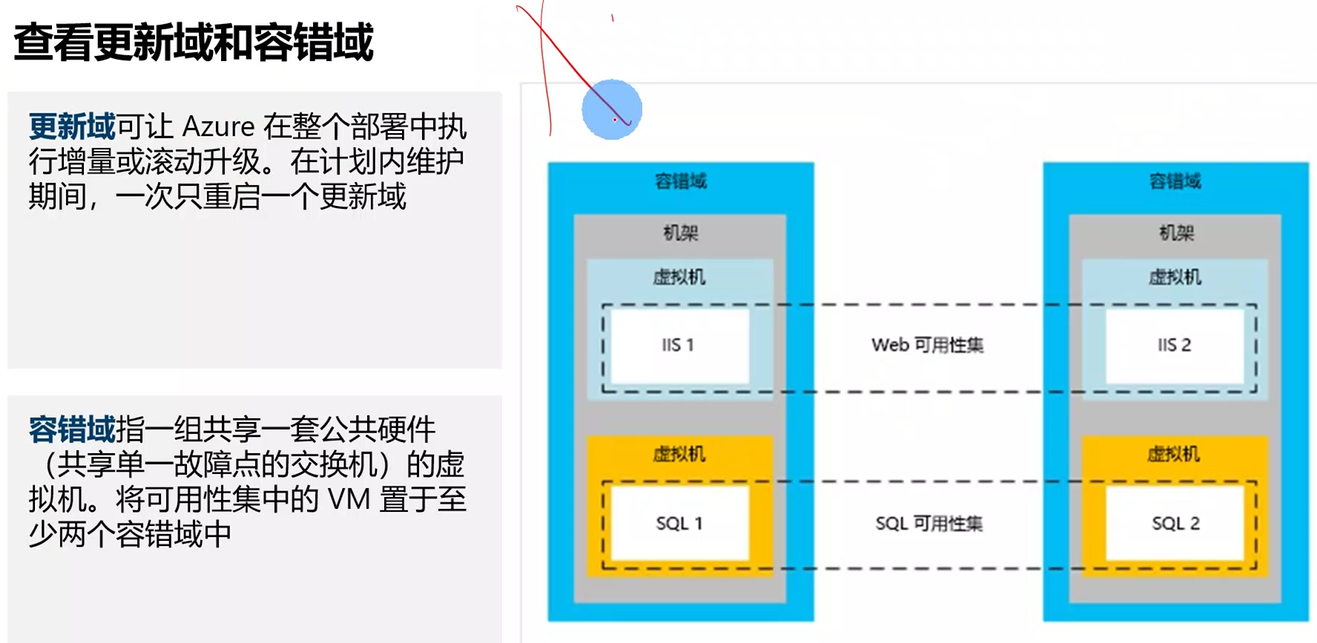 查看更新域和容错域
更新域可让 Azure 在整个部署中执
行增量或滚动升级。在计划内维护
期间，一次只重启一个更新域
容错域指一组共享一套公共硬件
（共享单一故障点的交换机）的虚
拟机。将可用性集中的 VM 置于至
少两个容错域中
容错域
机架
虚拟机
IIS 1
虚拟机
SQL 1
Web 可用性集
SQL 可用性集
容错域
机架
虚拟机
IIS 2
虚拟机
SQL 2